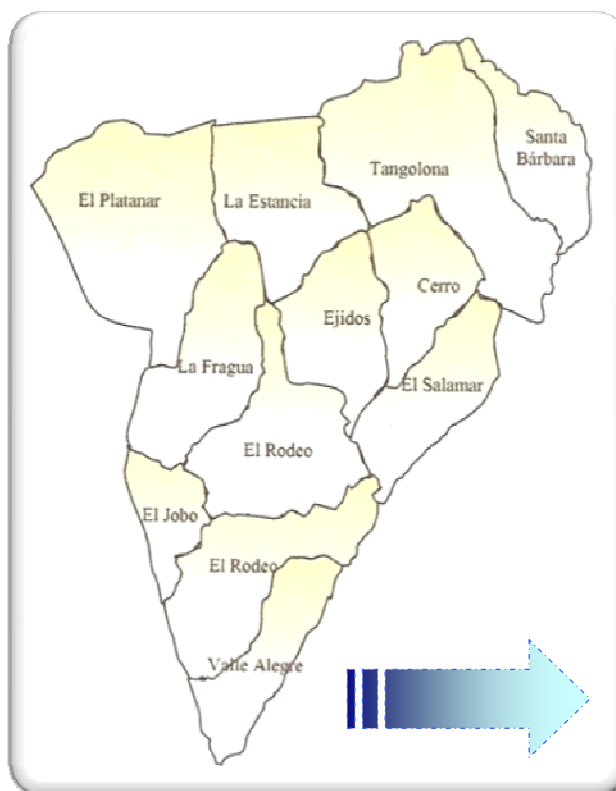 Santa
Bárbara
Tangolona
El Platanar
La Estancia
Cerro
Ejidos
La Fragua
El Salamar
El Rodeo
El Jobo
El Rodeo
Valle Alegre